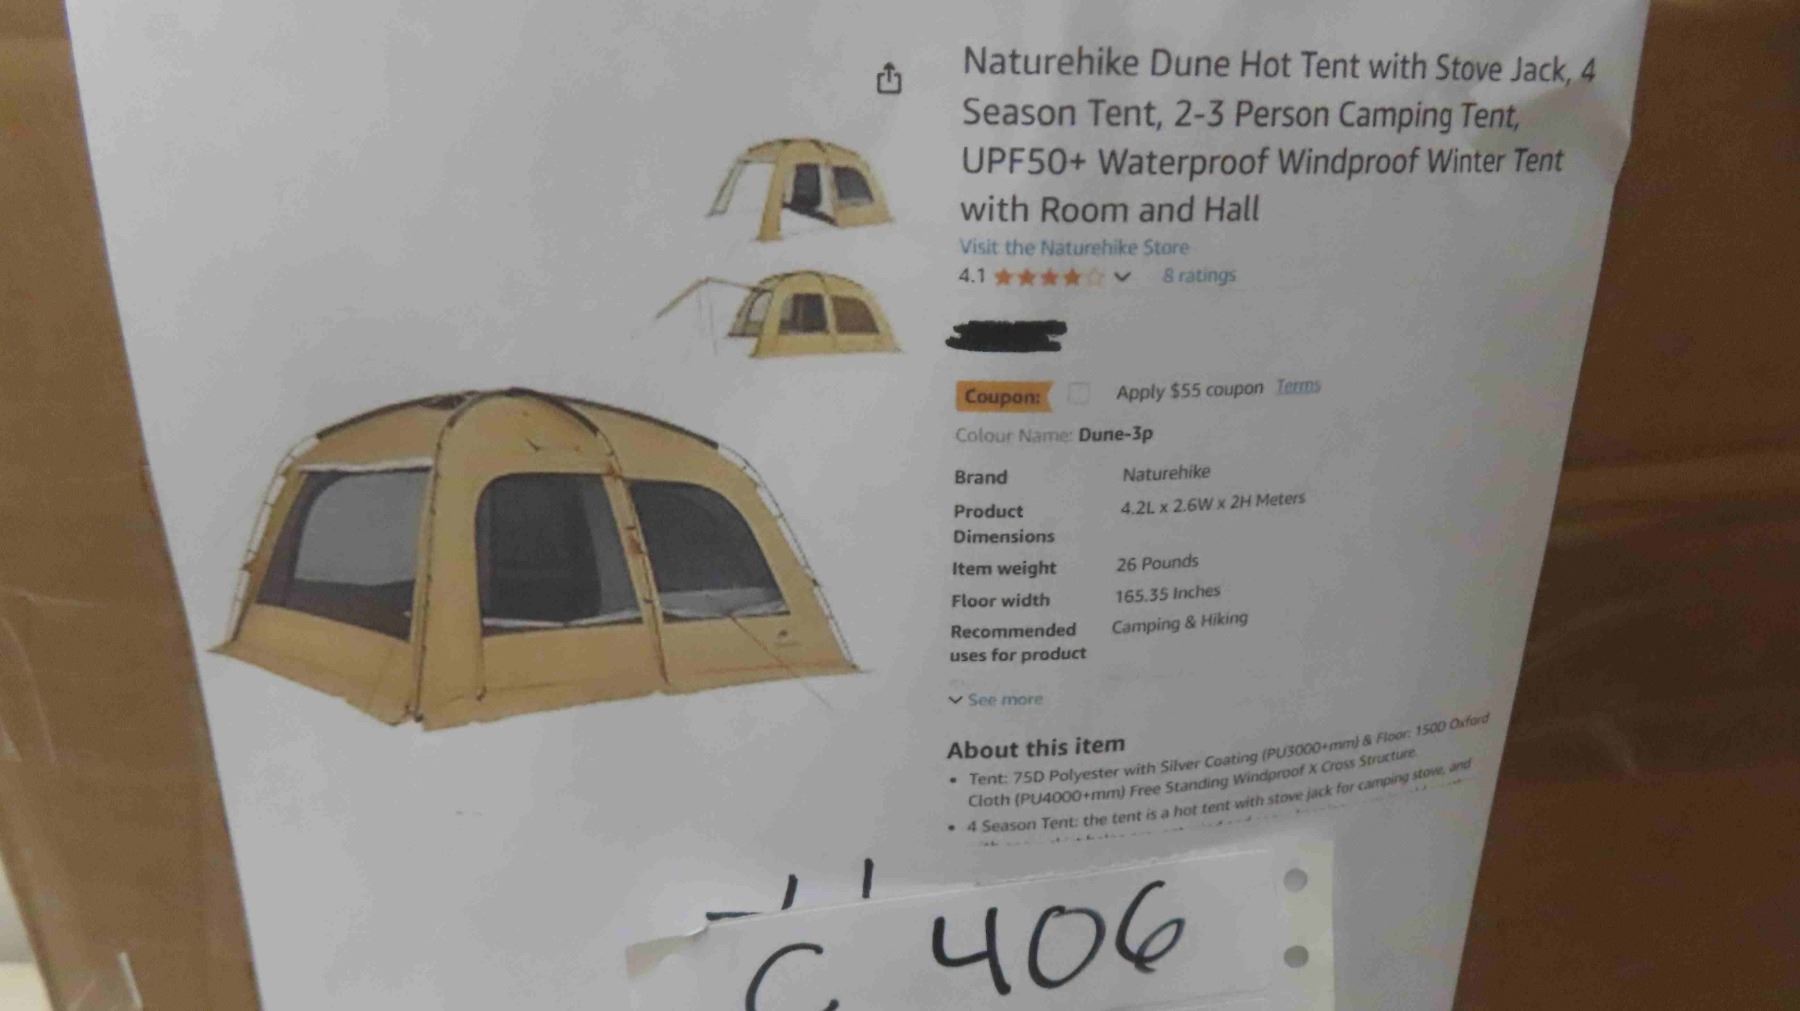 Naturehike Dune Hot Tent with Stove Jack, 4
Season Tent, 2-3 Person Camping Tent,
UPF50+ Waterproof Windproof Winter Tent
with Room and Hall
Visit the Naturehike Store
4.1 8 ratings
Coupon: Apply $55 coupon Terms
Colour Name: Dune-3p
Brand Naturehike
Product 4.2L x 2.6W x 2H Meters
Dimensions
Item weight 26 Pounds
Floor width 165.35 Inches
Recommended Camping & Hiking
uses for product
See more
About this item
• Tent: 75D Polyester with Silver Coating (PU3000+mm) & Floor: 150D Oxford
Cloth (PU4000+mm) Free Standing Windproof X Cross Structure.
• 4 Season Tent: the tent is a hot tent with stove jack for camping stove, and
C 406